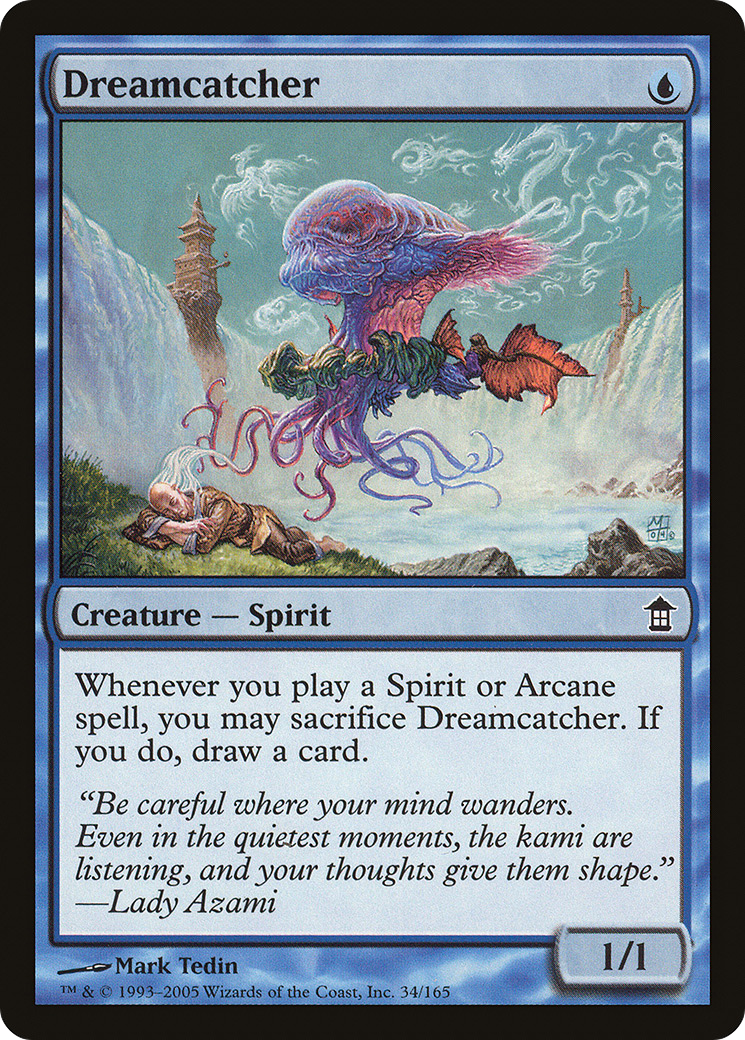 Dreamcatcher
Creature — Spirit
Whenever you play a Spirit or Arcane
spell, you may sacrifice Dreamcatcher. If
you do, draw a card.
“Be careful where your mind wanders.
Even in the quietest moments, the kami are
listening, and your thoughts give them shape.”
—Lady Azami
1/1
Mark Tedin
™ & © 1993–2005 Wizards of the Coast, Inc. 34/165